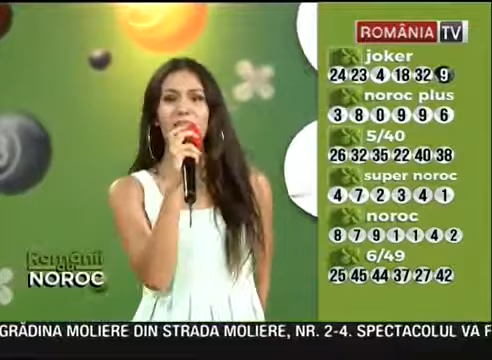 ROMÂNIA TV
joker
24 23 4 18 32 9
noroc plus
3 8 0 9 9 6
5/40
26 32 35 22 40 38
super noroc
4 7 2 3 4 1
noroc
8 7 9 1 1 4 2
6/49
25 45 44 37 27 42
Românii
au
NOROC
GRĂDINA MOLIERE DIN STRADA MOLIERE, NR. 2-4. SPECTACOLUL VA F